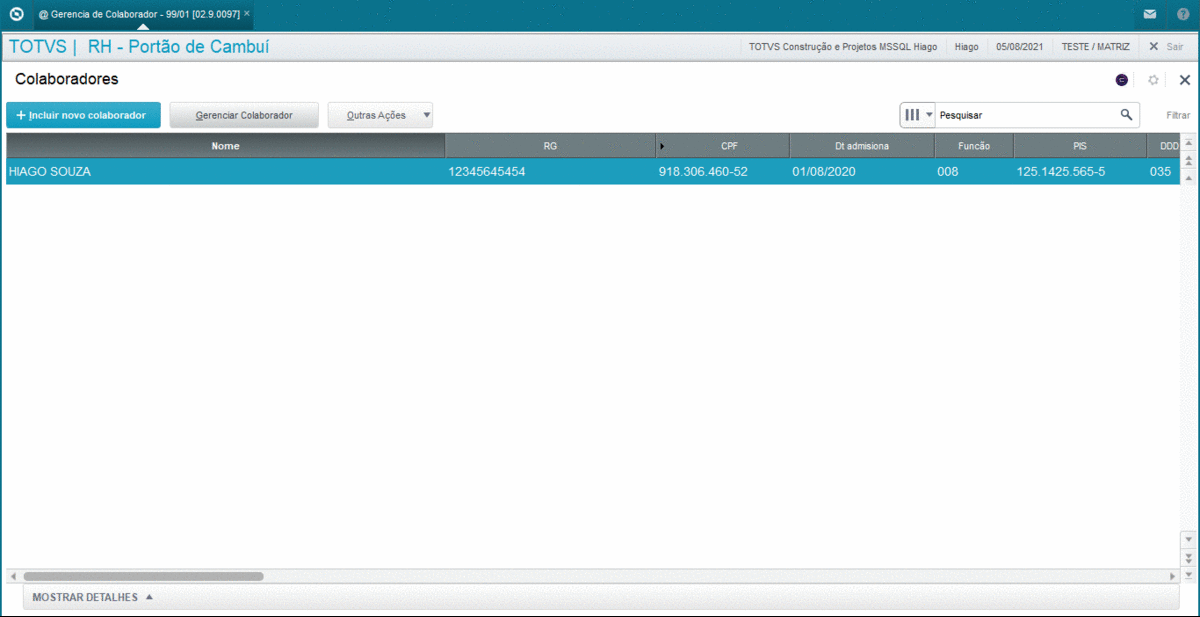 @ Gerencia de Colaborador - 99/01 [02.9.0097] ×
TOTVS | RH - Portão de Cambuí
TOTVS Construção e Projetos MSSQL Hiago Hiago 05/08/2021 TESTE / MATRIZ Sair
Colaboradores
+ Incluir novo colaborador Gerenciar Colaborador Outras Ações Pesquisar Filtrar
Nome RG CPF Dt admisiona Funcão PIS DDD
HIAGO SOUZA 12345645454 918.306.460-52 01/08/2020 008 125.1425.565-5 035
MOSTRAR DETALHES